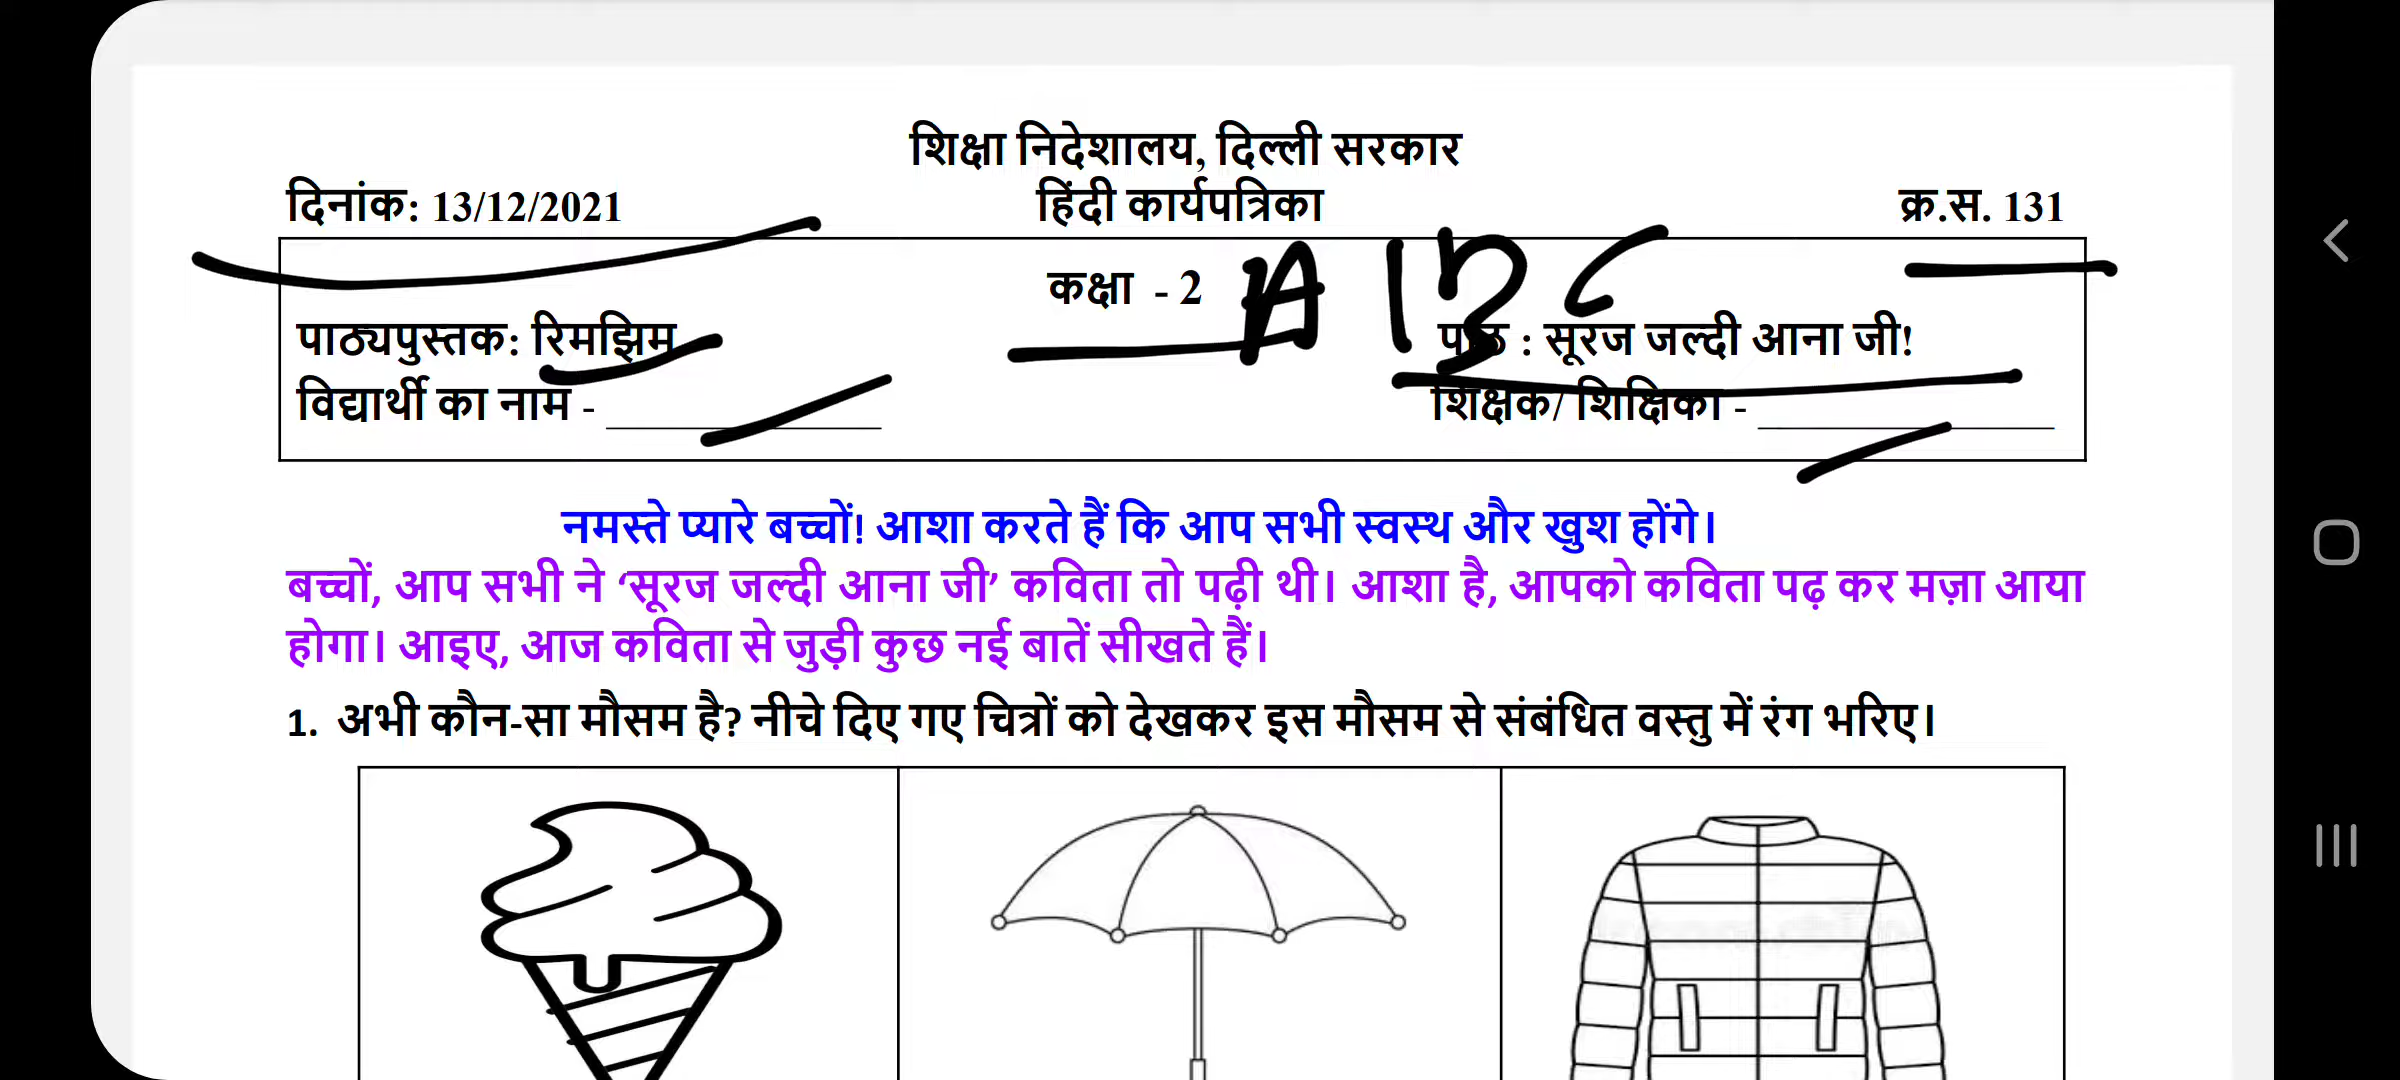 शिक्षा निदेशालय, दिल्ली सरकार
दिनांक: 13/12/2021 हिंदी कार्यपत्रिका क्र.स. 131
कक्षा - 2 A B C
पाठ्यपुस्तक: रिमझिम पाठ : सूरज जल्दी आना जी!
विद्यार्थी का नाम - ____________ शिक्षक/ शिक्षिका - _____________
नमस्ते प्यारे बच्चों! आशा करते हैं कि आप सभी स्वस्थ और खुश होंगे।
बच्चों, आप सभी ने ‘सूरज जल्दी आना जी’ कविता तो पढ़ी थी। आशा है, आपको कविता पढ़ कर मज़ा आया
होगा। आइए, आज कविता से जुड़ी कुछ नई बातें सीखते हैं।
1. अभी कौन-सा मौसम है? नीचे दिए गए चित्रों को देखकर इस मौसम से संबंधित वस्तु में रंग भरिए।